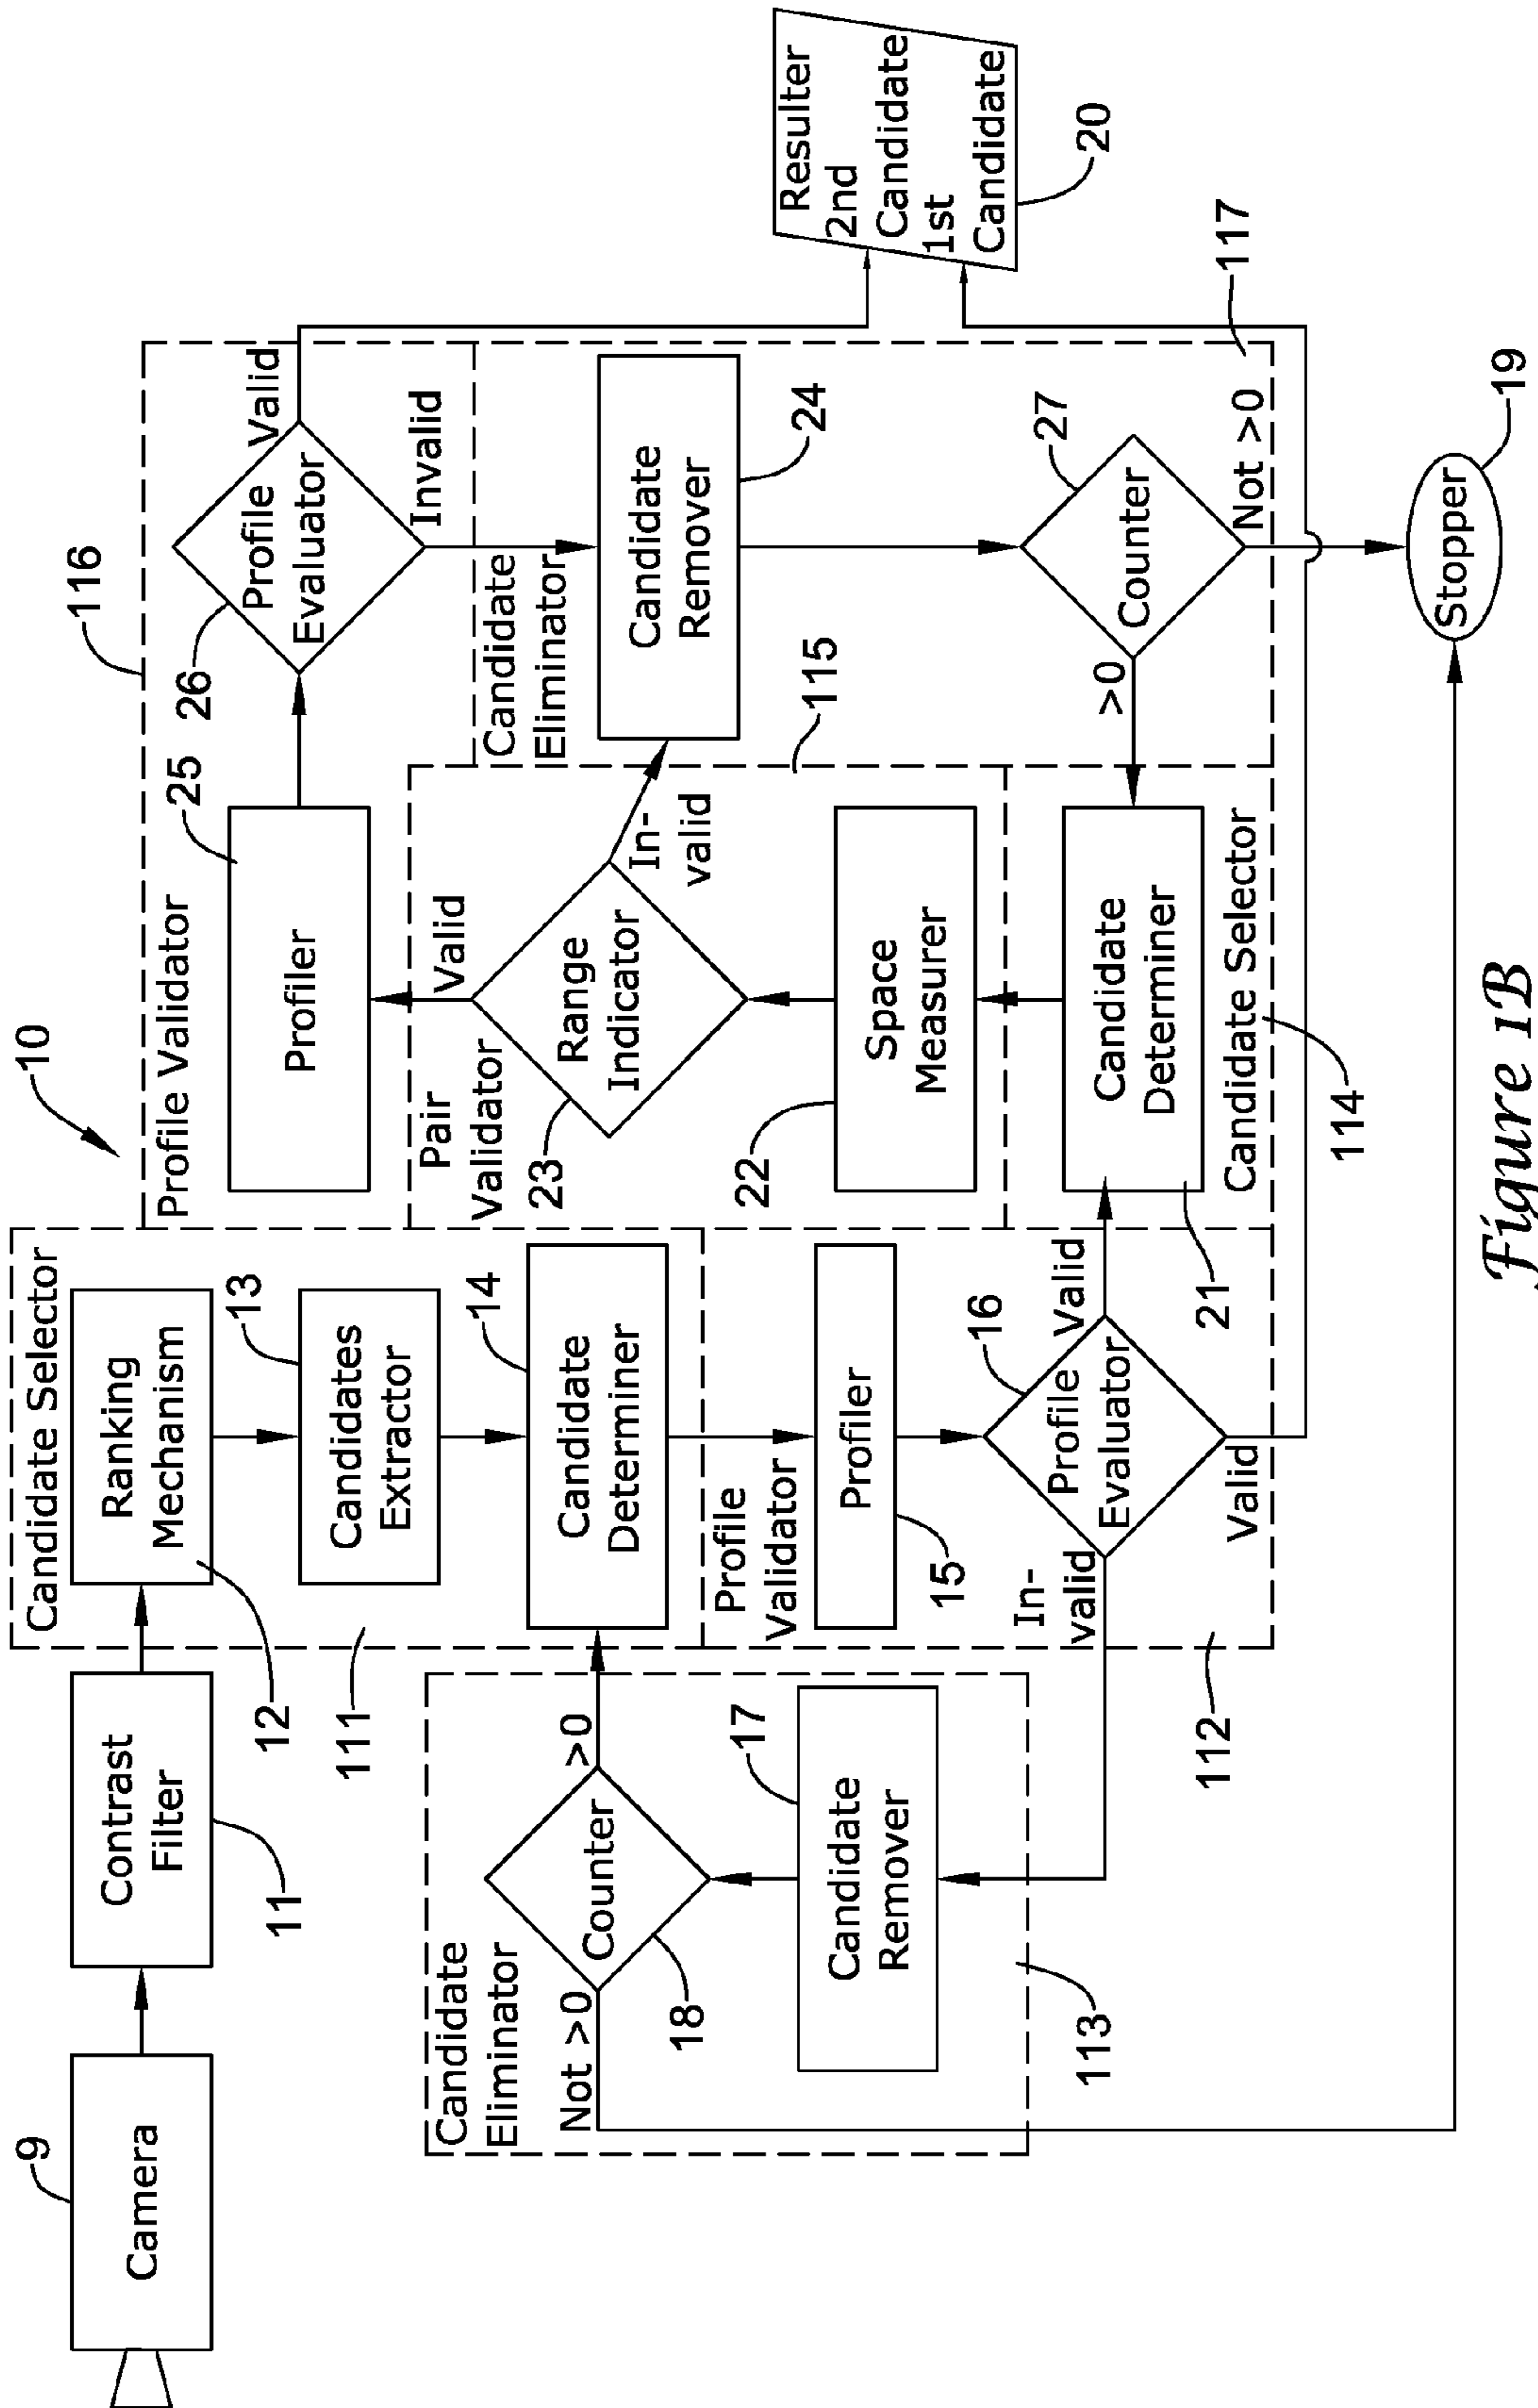 10
9
Camera
Contrast
Filter
11
Candidate Selector
Ranking
Mechanism
12
Candidates
Extractor
13
Candidate
Determiner
14
111
Profile
Validator
Profiler
15
Profile
Evaluator
16
In-
valid
Valid
Valid
112
Candidate
Eliminator
Counter
18
>0
Not >0
Candidate
Remover
17
113
Profile Validator
116
Profiler
25
Profile
Evaluator
26
Valid
Invalid
Pair
Validator
Range
Indicator
23
Valid
In-
valid
Space
Measurer
22
115
Candidate
Determiner
21
Candidate Selector
114
Candidate
Eliminator
Candidate
Remover
24
Counter
27
>0
Not >0
117
Resulter
2nd
Candidate
1st
Candidate
20
Stopper
19
Figure 1B